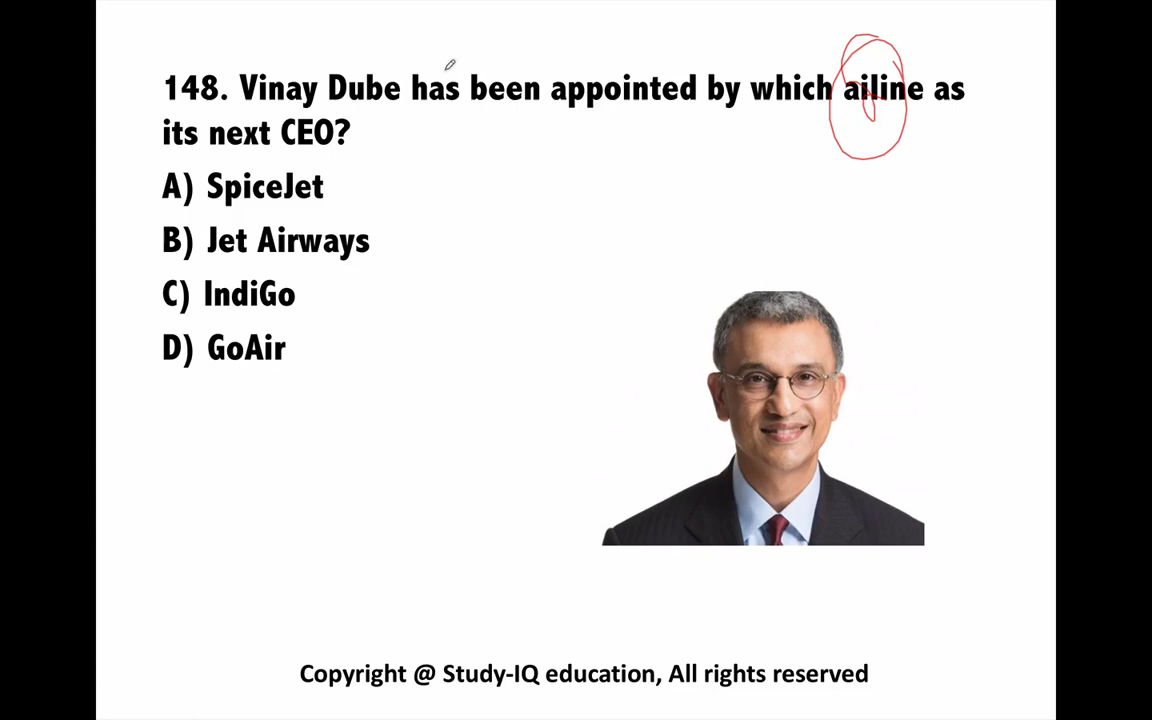 148. Vinay Dube has been appointed by which ailine as
its next CEO?
A) SpiceJet
B) Jet Airways
C) IndiGo
D) GoAir
Copyright @ Study-IQ education, All rights reserved